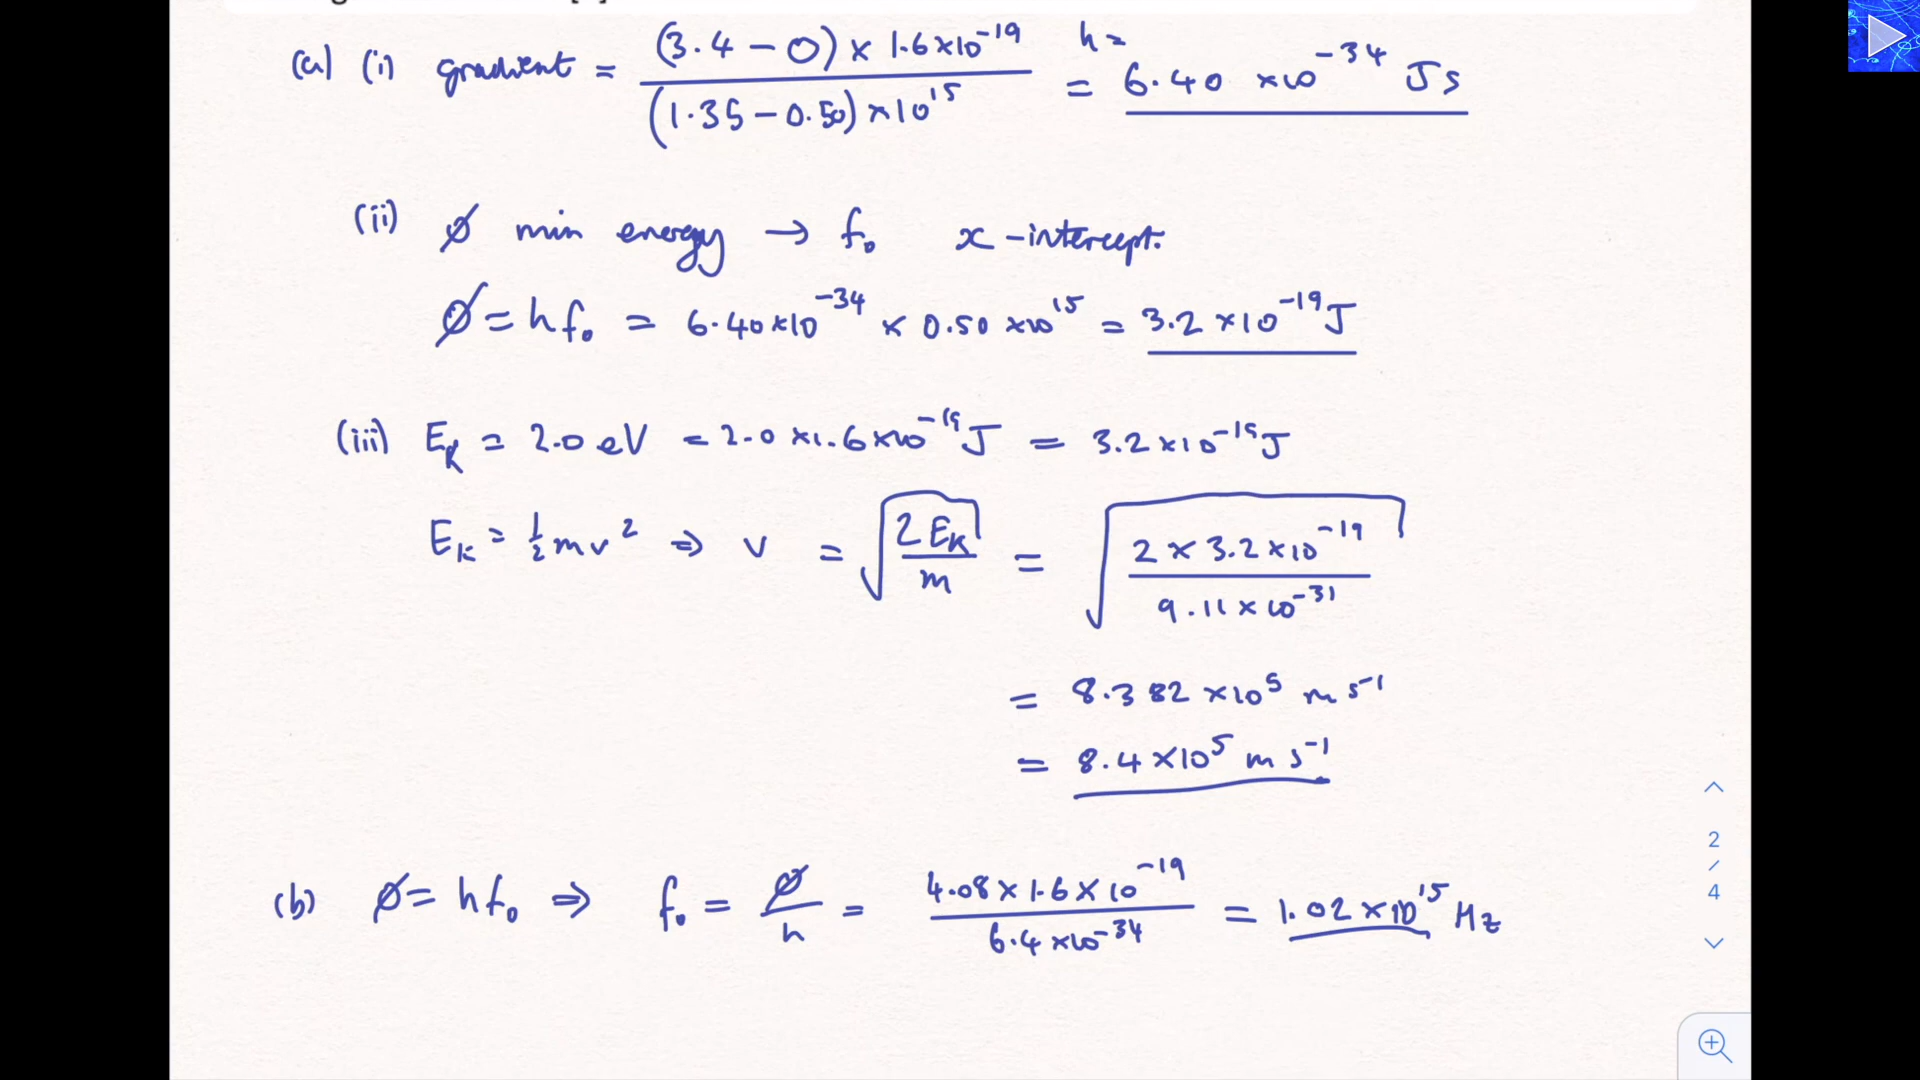 (a) (i) gradient = (3.4 – 0) × 1.6×10⁻¹⁹ / (1.35 – 0.50) ×10¹⁵ h = = 6.40 ×10⁻³⁴ J s
(ii) ϕ min energy → f₀ x-intercept.
ϕ = hf₀ = 6.40×10⁻³⁴ × 0.50 ×10¹⁵ = 3.2 ×10⁻¹⁹ J
(iii) E_K = 2.0 eV = 2.0 ×1.6×10⁻¹⁹ J = 3.2×10⁻¹⁹ J
E_K = ½mv² ⇒ v = √(2E_K / m) = √(2 × 3.2×10⁻¹⁹ / 9.11×10⁻³¹)
= 8.382 ×10⁵ m s⁻¹
= 8.4 ×10⁵ m s⁻¹
(b) ϕ = hf₀ ⇒ f₀ = ϕ / h = 4.08 × 1.6 × 10⁻¹⁹ / 6.4 ×10⁻³⁴ = 1.02 ×10¹⁵ Hz
2
/
4